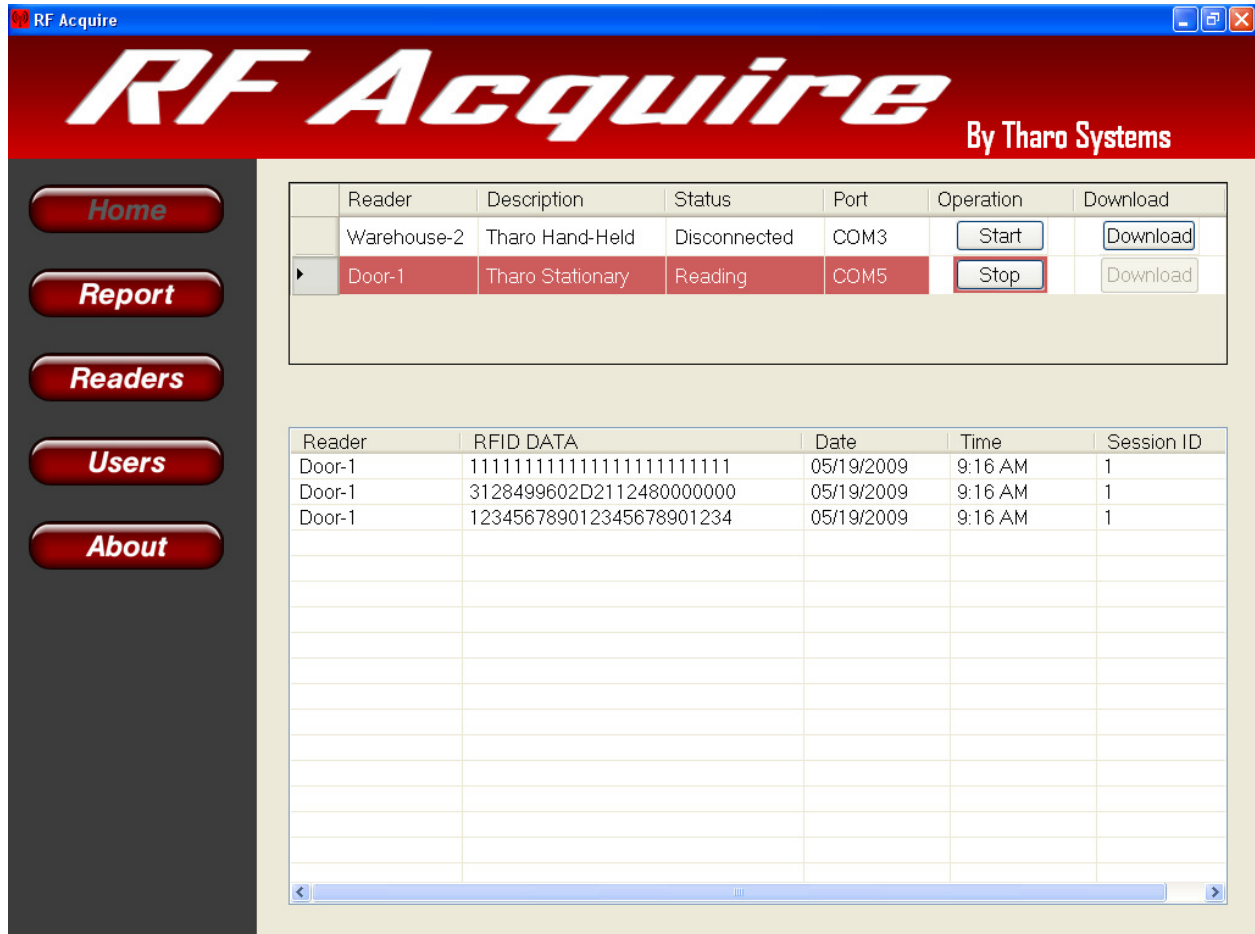 RF Acquire
RF Acquire
By Tharo Systems
Home
Report
Readers
Users
About
Reader Description Status Port Operation Download
Warehouse-2 Tharo Hand-Held Disconnected COM3 Start Download
Door-1 Tharo Stationary Reading COM5 Stop Download
Reader RFID DATA Date Time Session ID
Door-1 111111111111111111111111 05/19/2009 9:16 AM 1
Door-1 3128499602D2112480000000 05/19/2009 9:16 AM 1
Door-1 123456789012345678901234 05/19/2009 9:16 AM 1